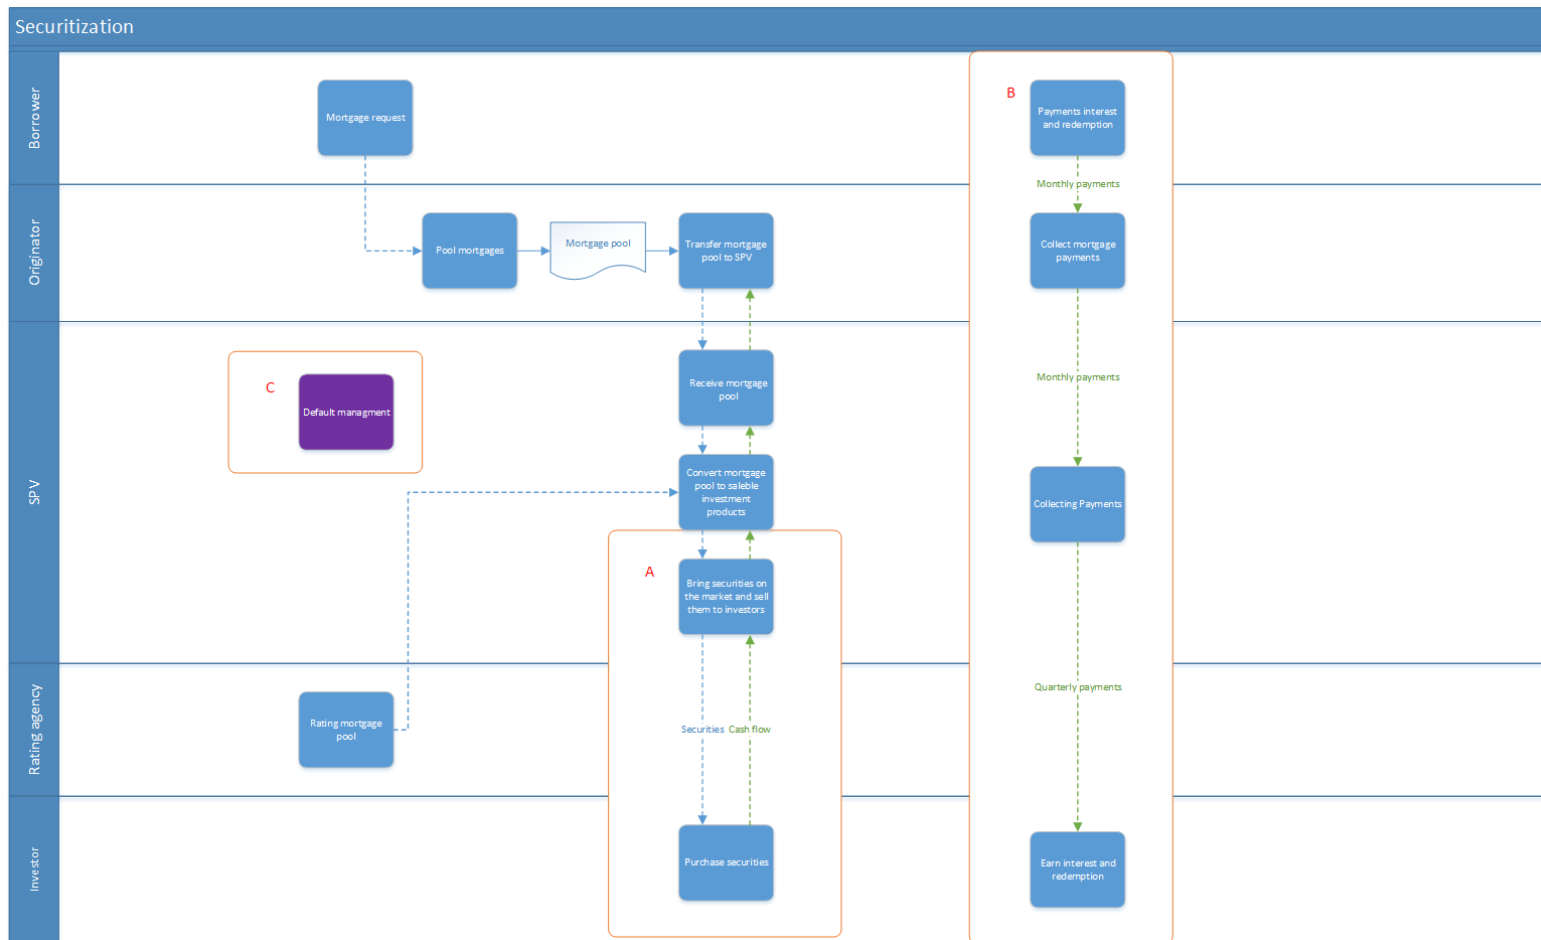 Securitization
Borrower
Mortgage request
B
Payments interest
and redemption
Monthly payments
Originator
Pool mortgages
Mortgage pool
Transfer mortgage
pool to SPV
Collect mortgage
payments
SPV
C
Default managment
Receive mortgage
pool
Monthly payments
Convert mortgage
pool to saleble
investment
products
Collecting Payments
A
Bring securities on
the market and sell
them to investors
Rating agency
Rating mortgage
pool
Securities
Cash flow
Quarterly payments
Investor
Purchase securities
Earn interest and
redemption